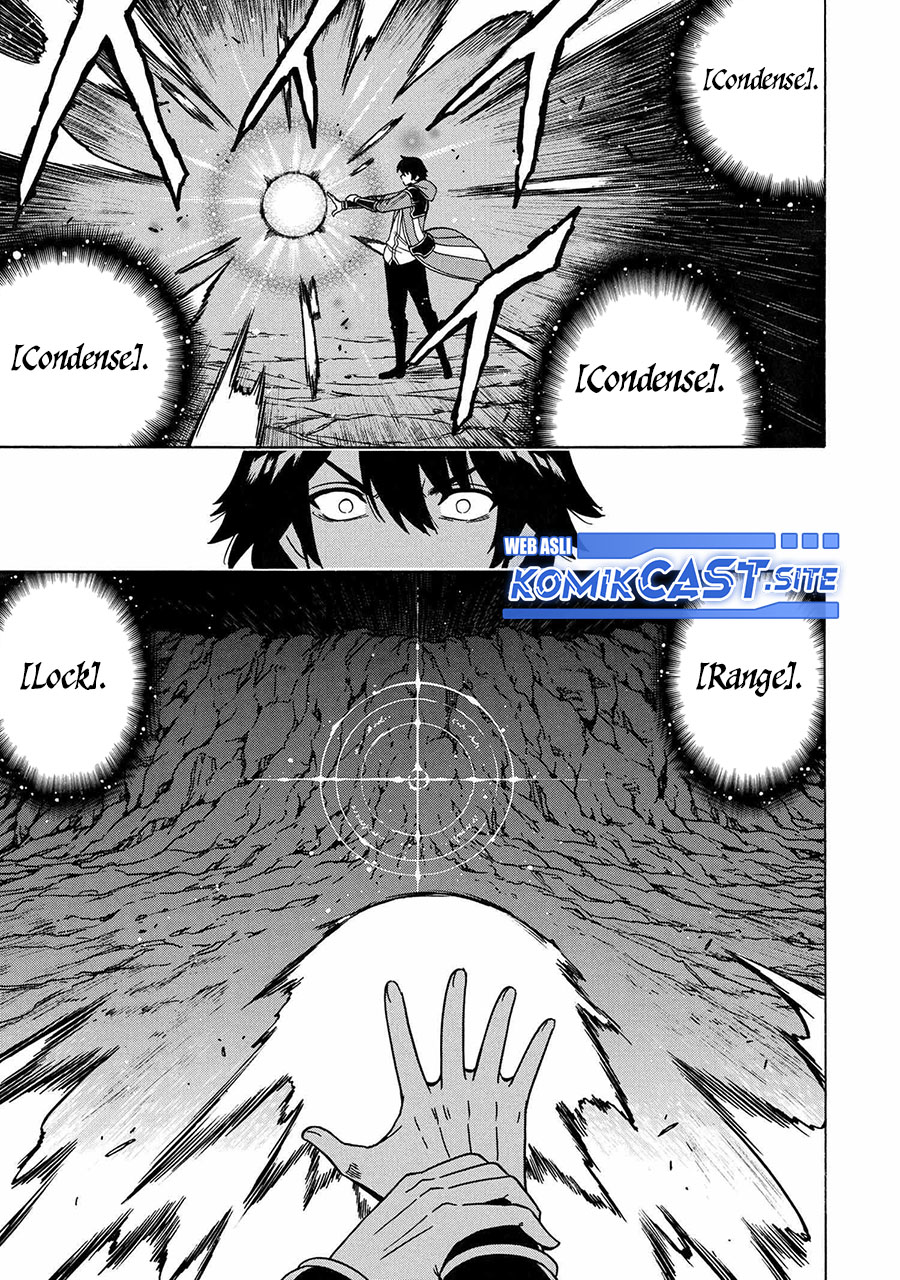 [Condense].
[Condense].
[Condense].
WEB ASLI
KOMIKCAST.SITE
[Range].
[Lock].